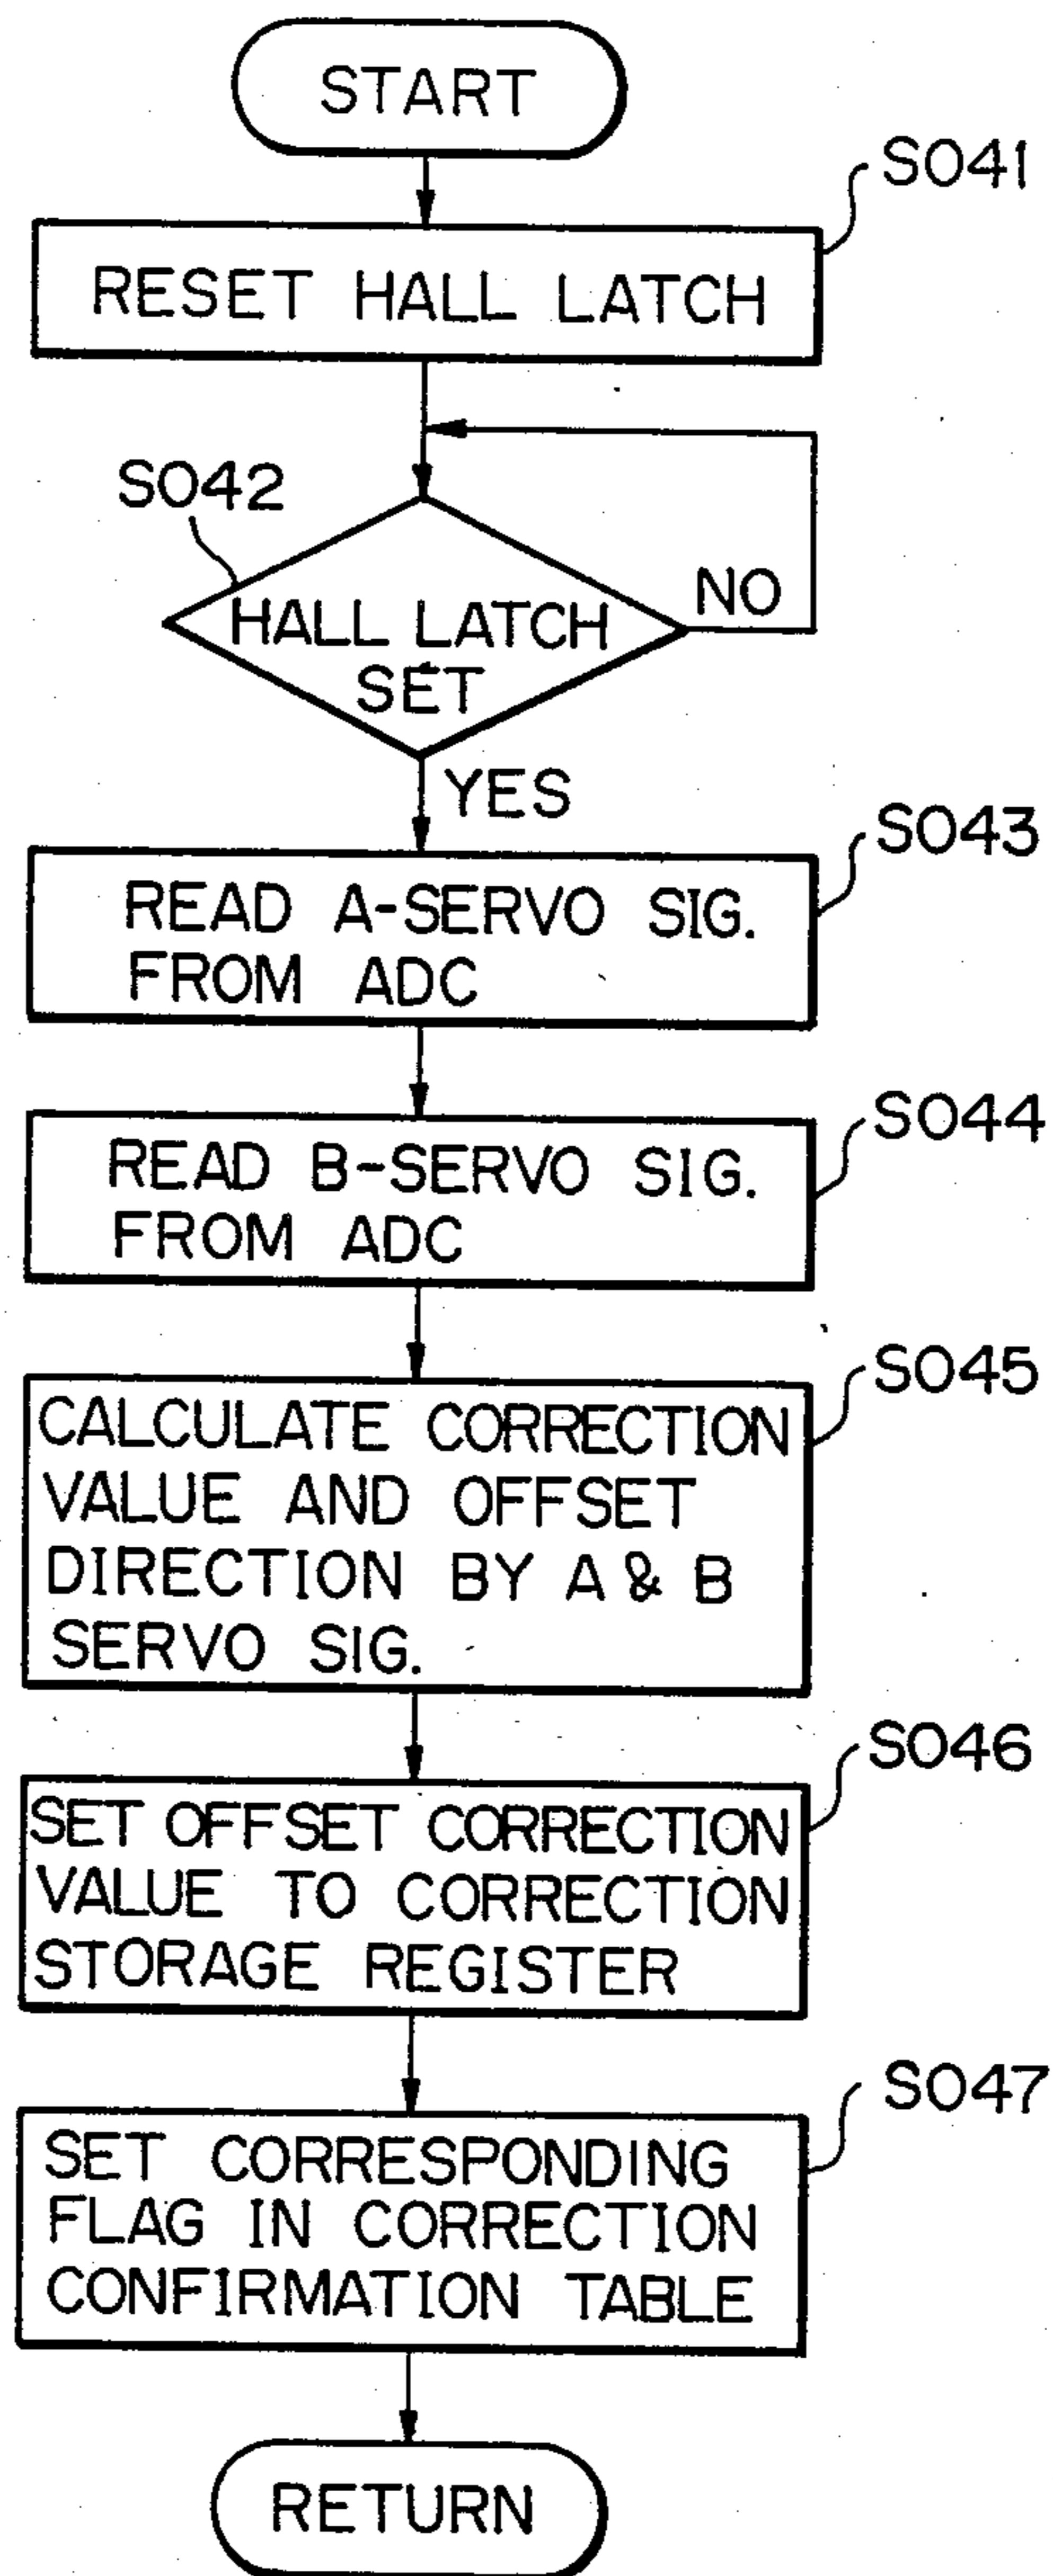 START
S041
RESET HALL LATCH
S042
HALL LATCH
SET
NO
YES
S043
READ A-SERVO SIG.
FROM ADC
S044
READ B-SERVO SIG.
FROM ADC
S045
CALCULATE CORRECTION
VALUE AND OFFSET
DIRECTION BY A & B
SERVO SIG.
S046
SET OFFSET CORRECTION
VALUE TO CORRECTION
STORAGE REGISTER
S047
SET CORRESPONDING
FLAG IN CORRECTION
CONFIRMATION TABLE
RETURN